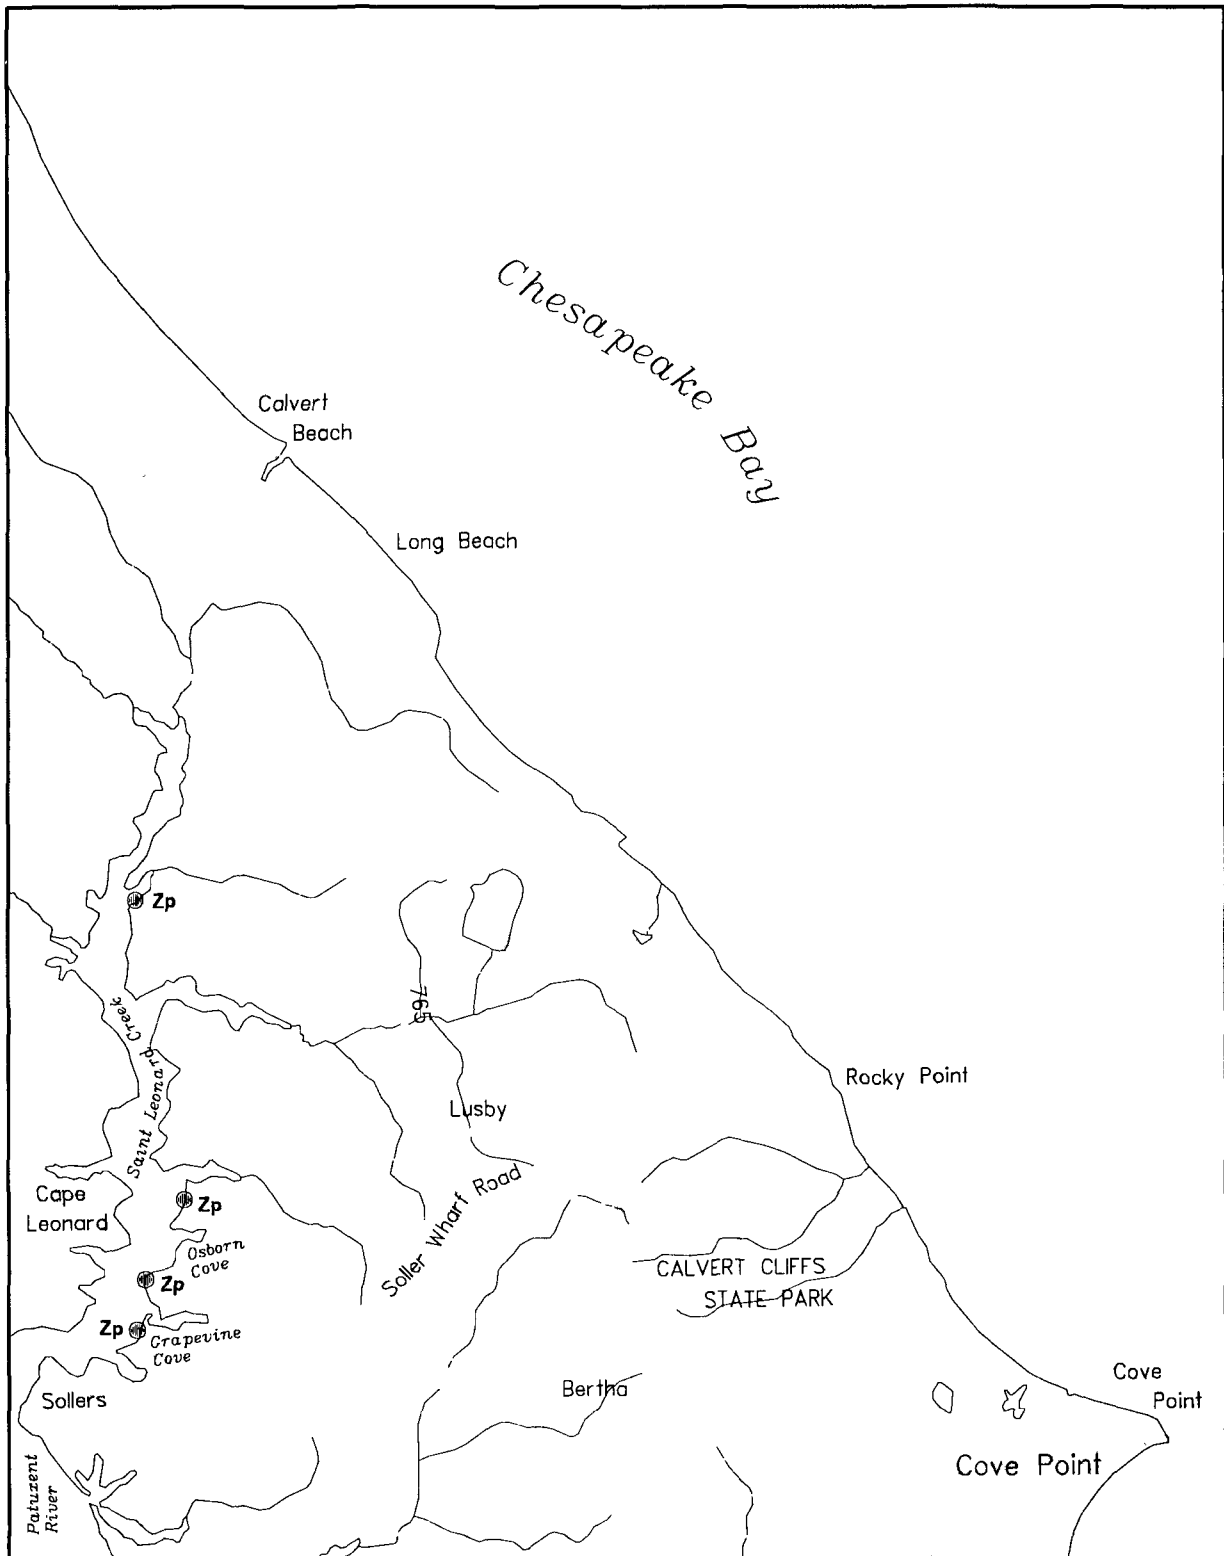 Chesapeake Bay
Calvert
Beach
Long Beach
Zp
765
Saint Leonard Creek
Rocky Point
Lusby
Cape
Leonard
Zp
Soller Wharf Road
Osborn
Cove
Zp
CALVERT CLIFFS
STATE PARK
Zp
Grapevine
Cove
Sollers
Bertha
Cove
Point
Cove Point
Patuxent
River